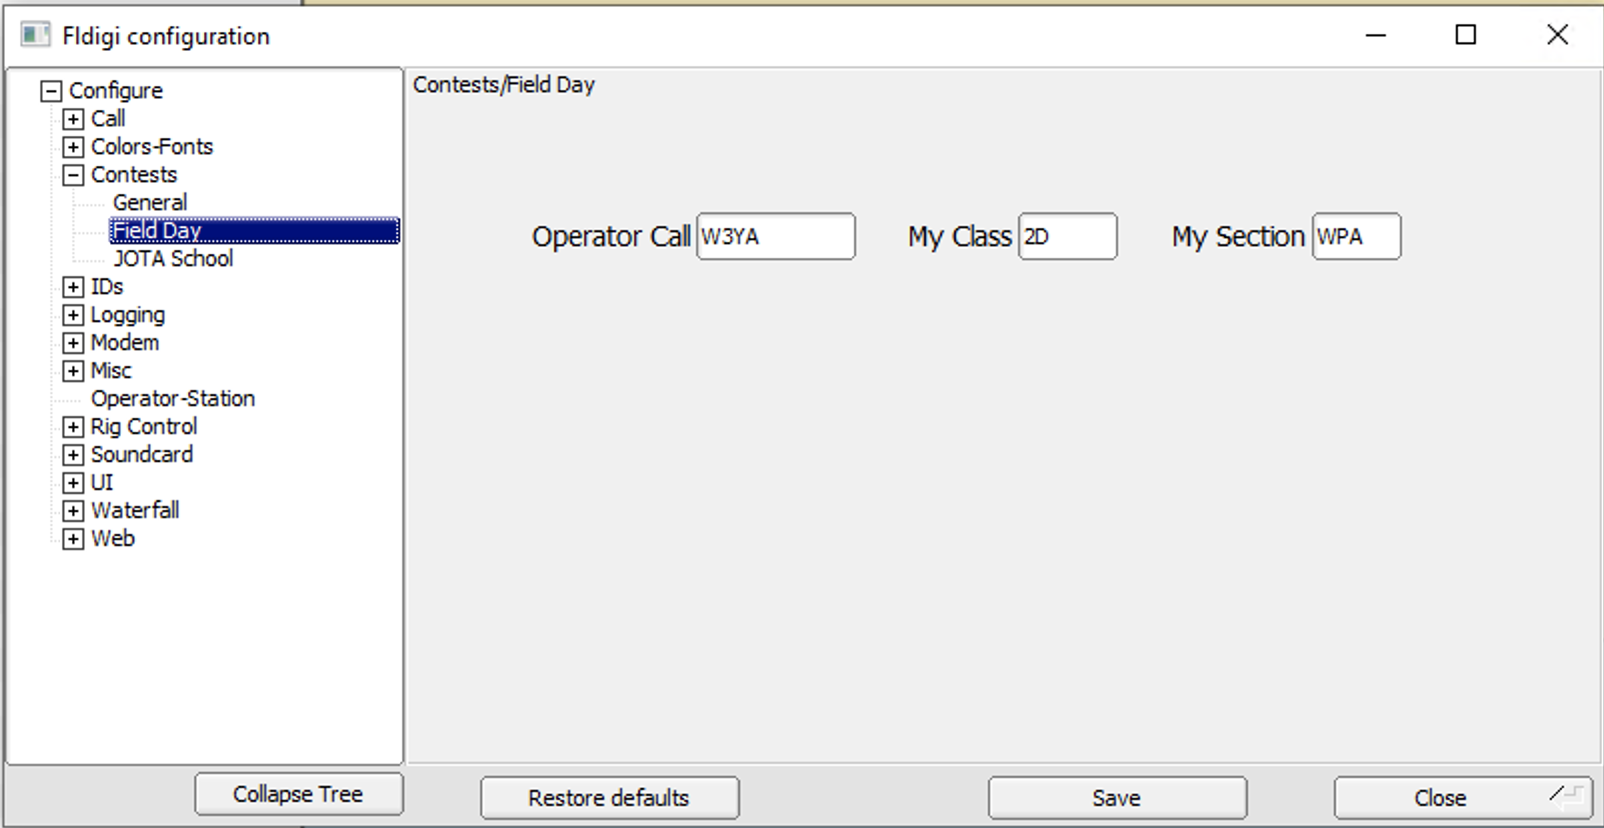 Fldigi configuration
Configure
Call
Colors-Fonts
Contests
General
Field Day
JOTA School
IDs
Logging
Modem
Misc
Operator-Station
Rig Control
Soundcard
UI
Waterfall
Web
Contests/Field Day
Operator Call W3YA My Class 2D My Section WPA
Collapse Tree Restore defaults Save Close